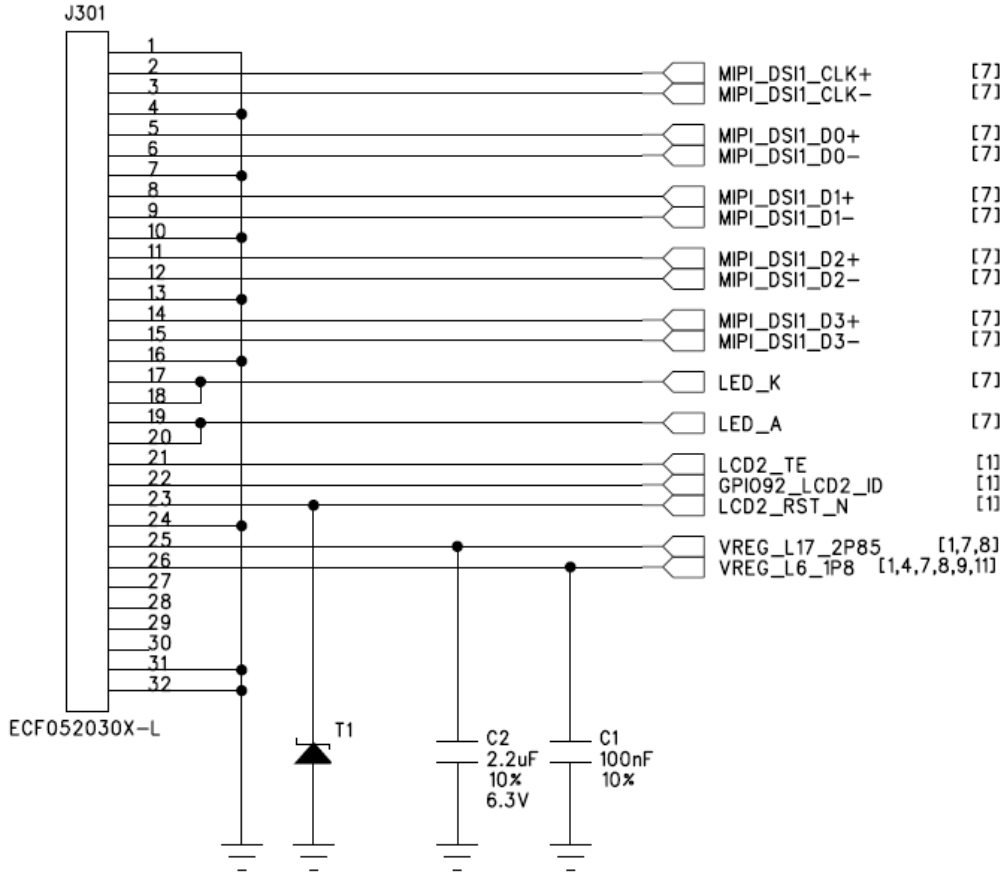 J301
1
2 MIPI_DSI1_CLK+ [7]
3 MIPI_DSI1_CLK- [7]
4
5 MIPI_DSI1_D0+ [7]
6 MIPI_DSI1_D0- [7]
7
8 MIPI_DSI1_D1+ [7]
9 MIPI_DSI1_D1- [7]
10
11 MIPI_DSI1_D2+ [7]
12 MIPI_DSI1_D2- [7]
13
14 MIPI_DSI1_D3+ [7]
15 MIPI_DSI1_D3- [7]
16
17 LED_K [7]
18
19 LED_A [7]
20
21 LCD2_TE [1]
22 GPIO92_LCD2_ID [1]
23 LCD2_RST_N [1]
24
25 VREG_L17_2P85 [1,7,8]
26 VREG_L6_1P8 [1,4,7,8,9,11]
27
28
29
30
31
32
ECF052030X-L
T1
C2
2.2uF
10%
6.3V
C1
100nF
10%